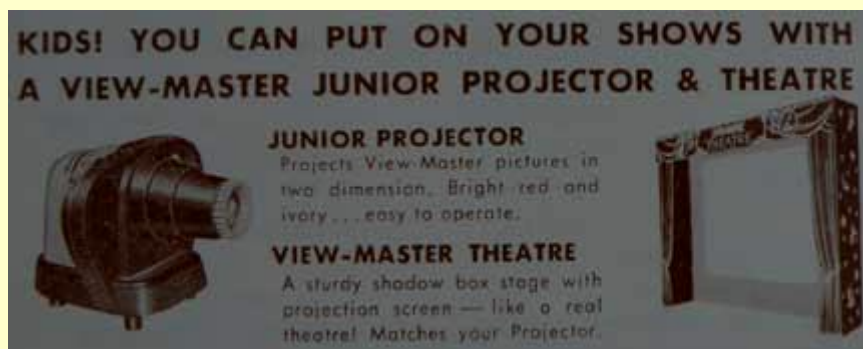 KIDS! YOU CAN PUT ON YOUR SHOWS WITH
A VIEW-MASTER JUNIOR PROJECTOR & THEATRE
JUNIOR PROJECTOR
Projects View-Master pictures in
two dimension. Bright red and
ivory...easy to operate.
VIEW-MASTER THEATRE
A sturdy shadow box stage with
projection screen — like a real
theatre! Matches your Projector.
THEATRE